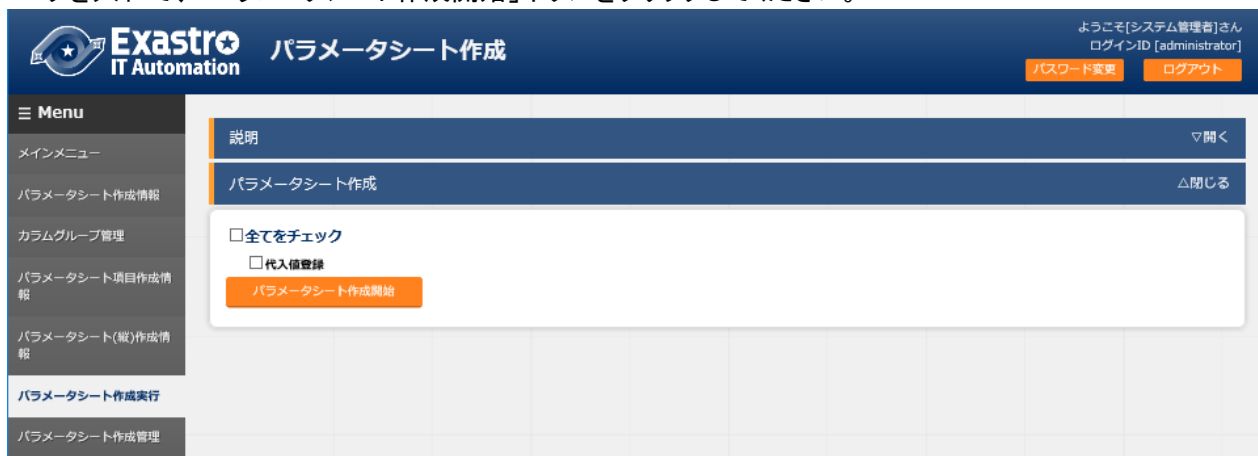 Exastro
IT Automation
パラメータシート作成
ようこそ[システム管理者]さん
ログインID [administrator]
パスワード変更
ログアウト
☰ Menu
メインメニュー
パラメータシート作成情報
カラムグループ管理
パラメータシート項目作成情
報
パラメータシート(縦)作成情
報
パラメータシート作成実行
パラメータシート作成管理
説明
▽開く
パラメータシート作成
△閉じる
□全てをチェック
□代入値登録
パラメータシート作成開始